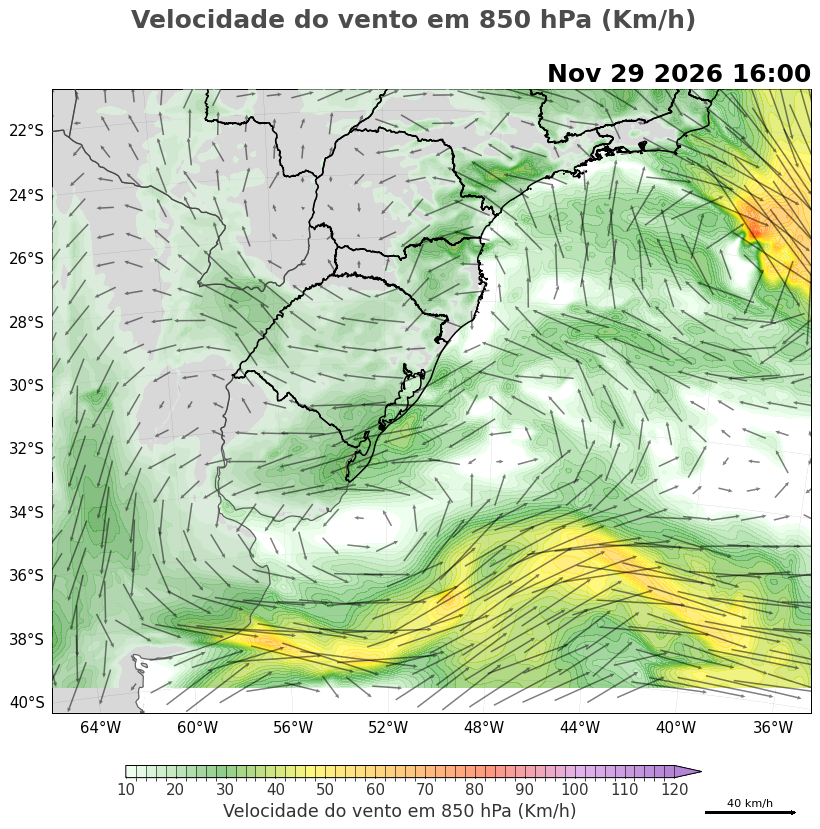 Velocidade do vento em 850 hPa (Km/h)
Nov 29 2026 16:00
22°S
24°S
26°S
28°S
30°S
32°S
34°S
36°S
38°S
40°S
64°W 60°W 56°W 52°W 48°W 44°W 40°W 36°W
10 20 30 40 50 60 70 80 90 100 110 120
Velocidade do vento em 850 hPa (Km/h)
40 km/h